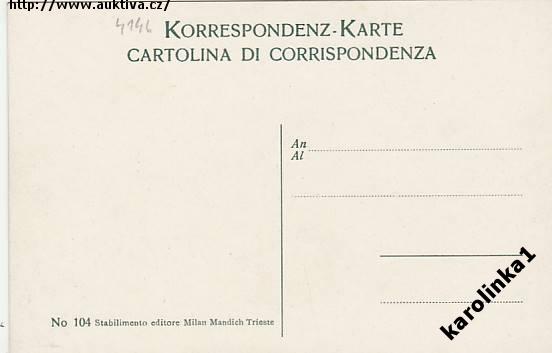 http://www.auktiva.cz/
4146
KORRESPONDENZ-KARTE
CARTOLINA DI CORRISPONDENZA
An
Al
No 104 Stabilimento editore Milan Mandich Trieste
karolinka1